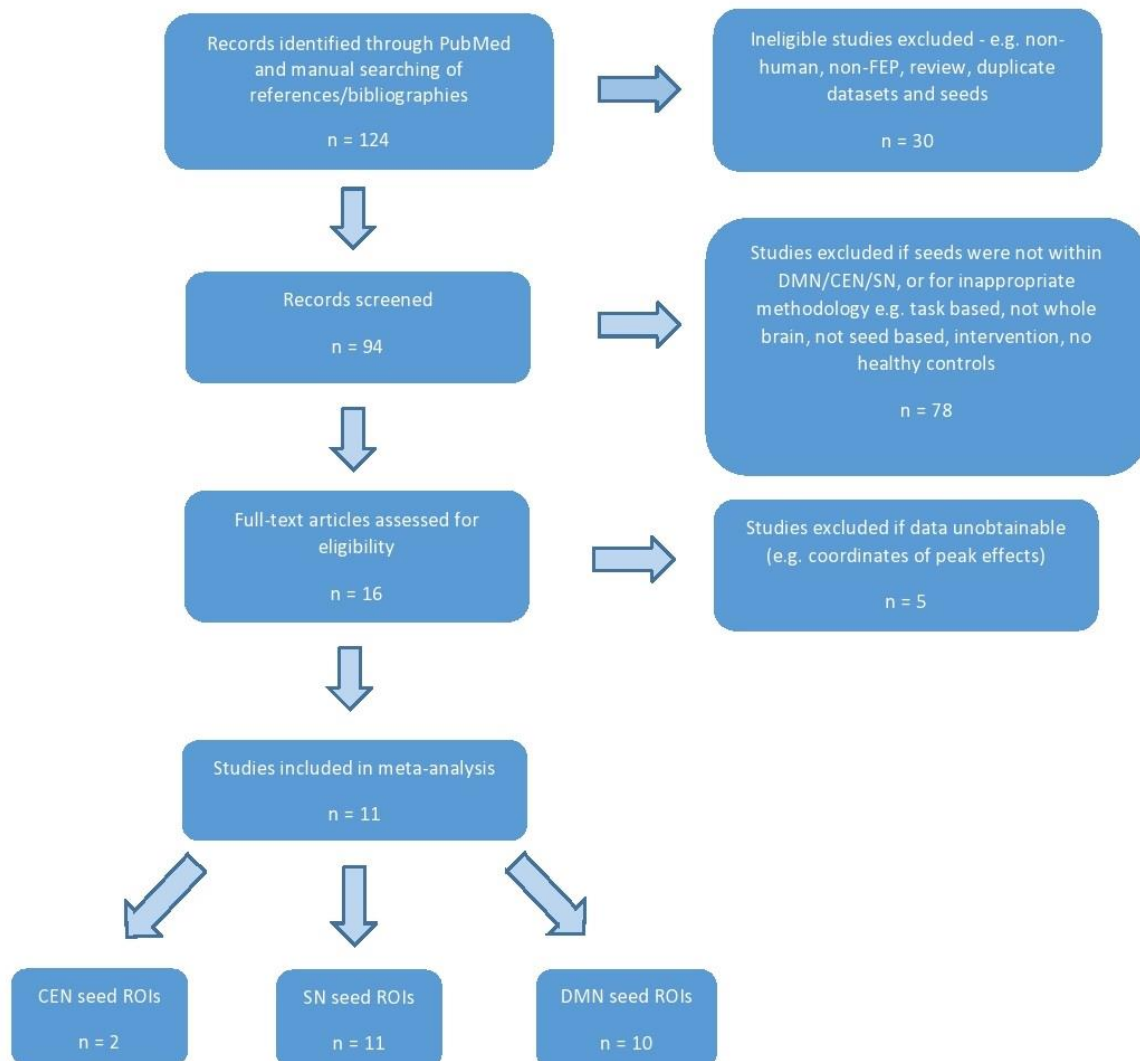 Records identified through PubMed
and manual searching of
references/bibliographies
n = 124
Ineligible studies excluded - e.g. non-
human, non-FEP, review, duplicate
datasets and seeds
n = 30
Records screened
n = 94
Studies excluded if seeds were not within
DMN/CEN/SN, or for inappropriate
methodology e.g. task based, not whole
brain, not seed based, intervention, no
healthy controls
n = 78
Full-text articles assessed for
eligibility
n = 16
Studies excluded if data unobtainable
(e.g. coordinates of peak effects)
n = 5
Studies included in meta-analysis
n = 11
CEN seed ROIs
n = 2
SN seed ROIs
n = 11
DMN seed ROIs
n = 10